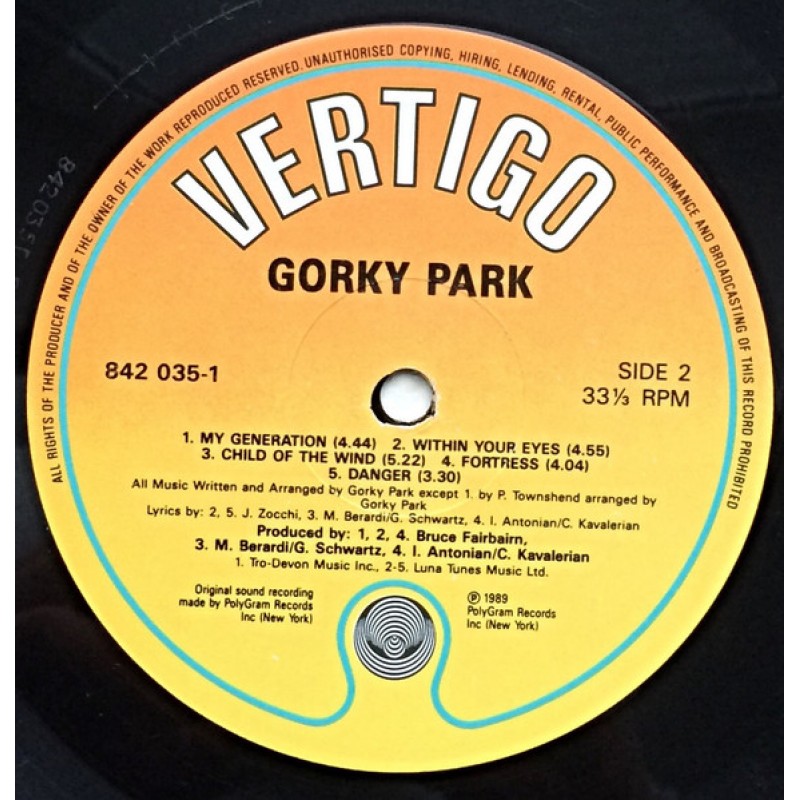 ALL RIGHTS OF THE PRODUCER AND OF THE OWNER OF THE WORK REPRODUCED RESERVED. UNAUTHORISED COPYING, HIRING, LENDING, RENTAL, PUBLIC PERFORMANCE AND BROADCASTING OF THIS RECORD PROHIBITED
VERTIGO
GORKY PARK
842 035-1
SIDE 2
33⅓ RPM
1. MY GENERATION (4.44) 2. WITHIN YOUR EYES (4.55)
3. CHILD OF THE WIND (5.22) 4. FORTRESS (4.04)
5. DANGER (3.30)
All Music Written and Arranged by Gorky Park except 1. by P. Townshend arranged by
Gorky Park
Lyrics by: 2, 5. J. Zocchi, 3. M. Berardi/G. Schwartz, 4. I. Antonian/C. Kavalerian
Produced by: 1, 2, 4. Bruce Fairbairn,
3. M. Berardi/G. Schwartz, 4. I. Antonian/C. Kavalerian
1. Tro-Devon Music Inc., 2-5. Luna Tunes Music Ltd.
Original sound recording
made by PolyGram Records
Inc (New York)
℗ 1989
PolyGram Records
Inc (New York)